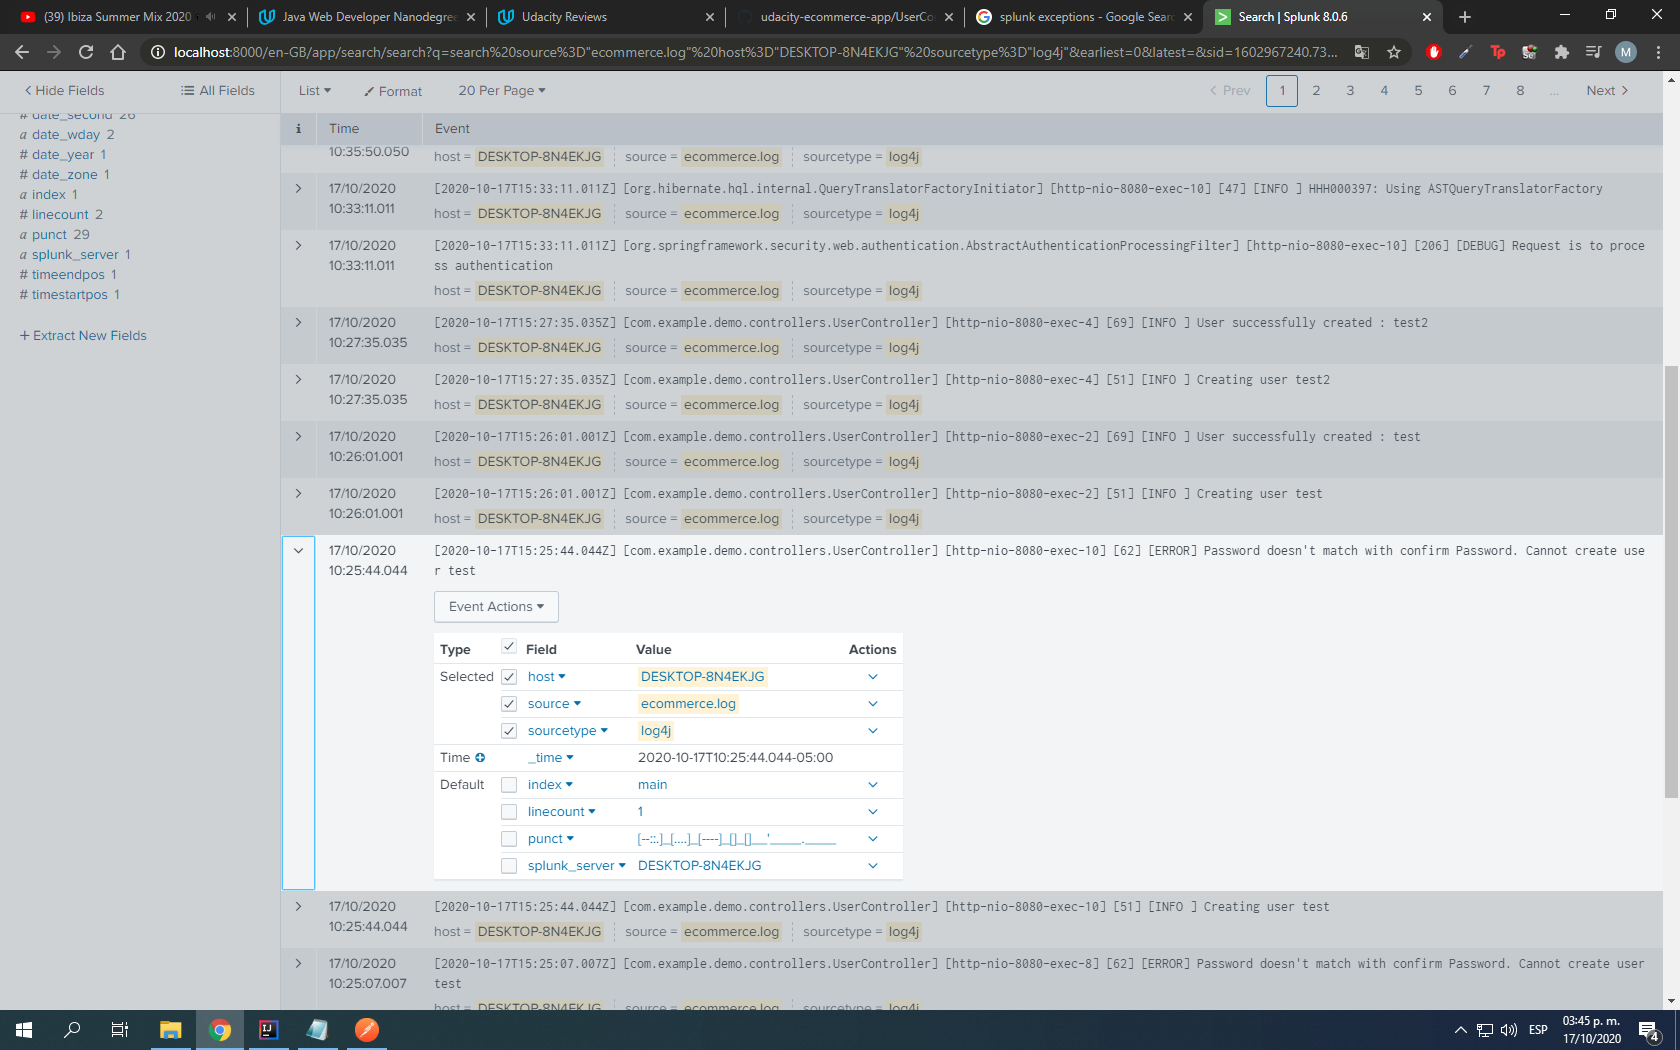 (39) Ibiza Summer Mix 2020
Java Web Developer Nanodegree
Udacity Reviews
udacity-ecommerce-app/UserCon
splunk exceptions - Google Searc
Search | Splunk 8.0.6
localhost:8000/en-GB/app/search/search?q=search%20source%3D"ecommerce.log"%20host%3D"DESKTOP-8N4EKJG"%20sourcetype%3D"log4j"&earliest=0&latest=&sid=1602967240.73...
Tp
M
Hide Fields
All Fields
List
Format
20 Per Page
Prev 1 2 3 4 5 6 7 8 ... Next
# date_second 26
a date_wday 2
# date_year 1
# date_zone 1
a index 1
# linecount 2
a punct 29
a splunk_server 1
# timeendpos 1
# timestartpos 1
+ Extract New Fields
i Time Event
10:35:50.050
host = DESKTOP-8N4EKJG source = ecommerce.log sourcetype = log4j
17/10/2020
10:33:11.011
[2020-10-17T15:33:11.011Z] [org.hibernate.hql.internal.QueryTranslatorFactoryInitiator] [http-nio-8080-exec-10] [47] [INFO ] HHH000397: Using ASTQueryTranslatorFactory
host = DESKTOP-8N4EKJG source = ecommerce.log sourcetype = log4j
17/10/2020
10:33:11.011
[2020-10-17T15:33:11.011Z] [org.springframework.security.web.authentication.AbstractAuthenticationProcessingFilter] [http-nio-8080-exec-10] [206] [DEBUG] Request is to proce
ss authentication
host = DESKTOP-8N4EKJG source = ecommerce.log sourcetype = log4j
17/10/2020
10:27:35.035
[2020-10-17T15:27:35.035Z] [com.example.demo.controllers.UserController] [http-nio-8080-exec-4] [69] [INFO ] User successfully created : test2
host = DESKTOP-8N4EKJG source = ecommerce.log sourcetype = log4j
17/10/2020
10:27:35.035
[2020-10-17T15:27:35.035Z] [com.example.demo.controllers.UserController] [http-nio-8080-exec-4] [51] [INFO ] Creating user test2
host = DESKTOP-8N4EKJG source = ecommerce.log sourcetype = log4j
17/10/2020
10:26:01.001
[2020-10-17T15:26:01.001Z] [com.example.demo.controllers.UserController] [http-nio-8080-exec-2] [69] [INFO ] User successfully created : test
host = DESKTOP-8N4EKJG source = ecommerce.log sourcetype = log4j
17/10/2020
10:26:01.001
[2020-10-17T15:26:01.001Z] [com.example.demo.controllers.UserController] [http-nio-8080-exec-2] [51] [INFO ] Creating user test
host = DESKTOP-8N4EKJG source = ecommerce.log sourcetype = log4j
17/10/2020
10:25:44.044
[2020-10-17T15:25:44.044Z] [com.example.demo.controllers.UserController] [http-nio-8080-exec-10] [62] [ERROR] Password doesn't match with confirm Password. Cannot create use
r test
Event Actions
Type Field Value Actions
Selected host DESKTOP-8N4EKJG
source ecommerce.log
sourcetype log4j
Time _time 2020-10-17T10:25:44.044-05:00
Default index main
linecount 1
punct [--::.]_[....]_[----]_[]_[]__'_____._____
splunk_server DESKTOP-8N4EKJG
17/10/2020
10:25:44.044
[2020-10-17T15:25:44.044Z] [com.example.demo.controllers.UserController] [http-nio-8080-exec-10] [51] [INFO ] Creating user test
host = DESKTOP-8N4EKJG source = ecommerce.log sourcetype = log4j
17/10/2020
10:25:07.007
[2020-10-17T15:25:07.007Z] [com.example.demo.controllers.UserController] [http-nio-8080-exec-8] [62] [ERROR] Password doesn't match with confirm Password. Cannot create user
test
host = DESKTOP-8N4EKJG source = ecommerce.log sourcetype = log4j
IJ
ESP
03:45 p. m.
17/10/2020
4